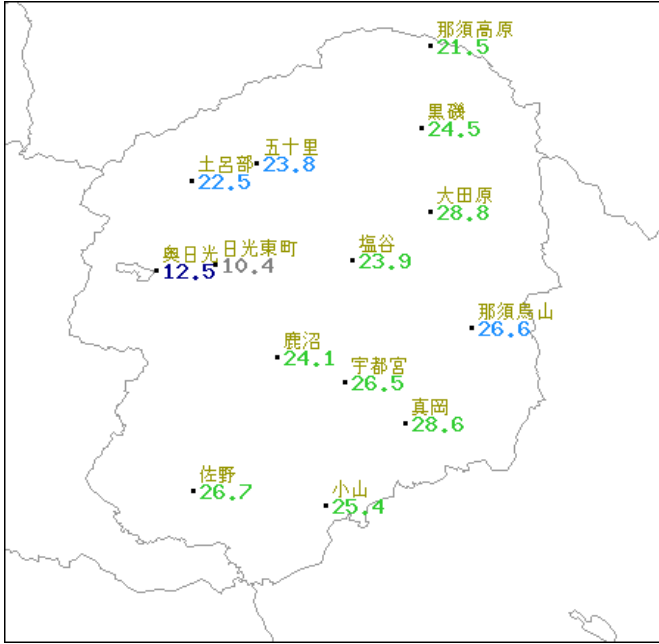 那須高原
21.5
黒磯
24.5
五十里
23.8
土呂部
22.5
大田原
28.8
塩谷
23.9
日光東町
10.4
奥日光
12.5
那須烏山
26.6
鹿沼
24.1
宇都宮
26.5
真岡
28.6
佐野
26.7
小山
25.4